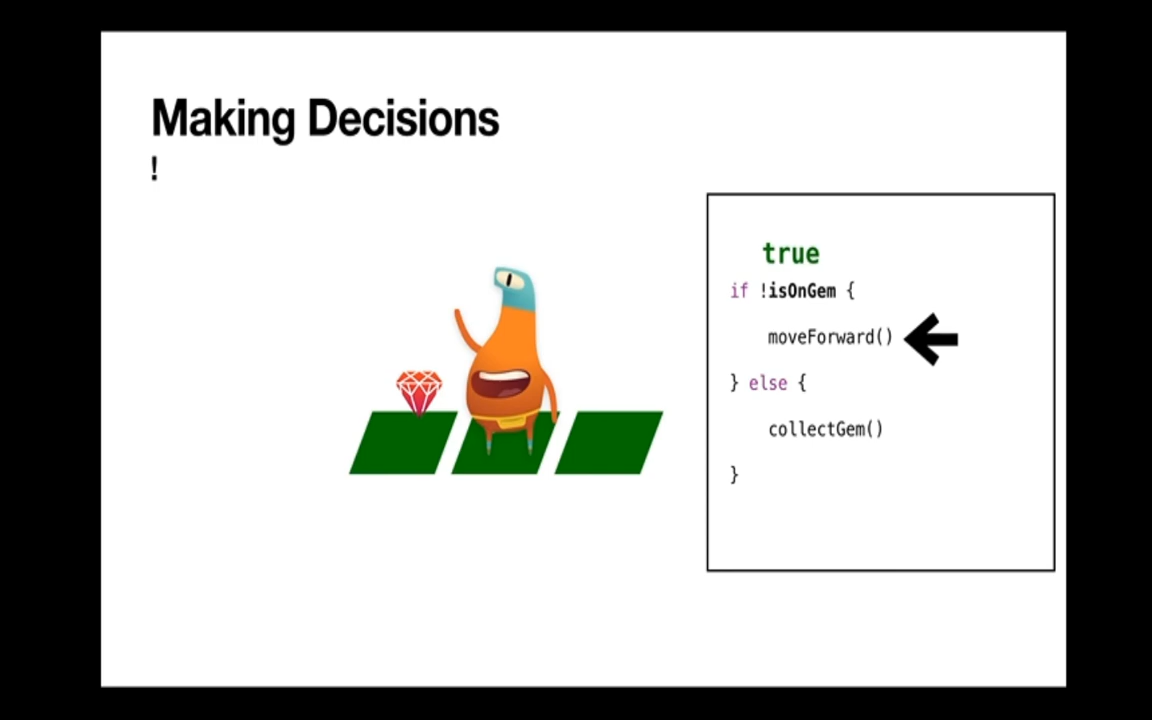 Making Decisions
!
true
if !isOnGem {
moveForward()
} else {
collectGem()
}